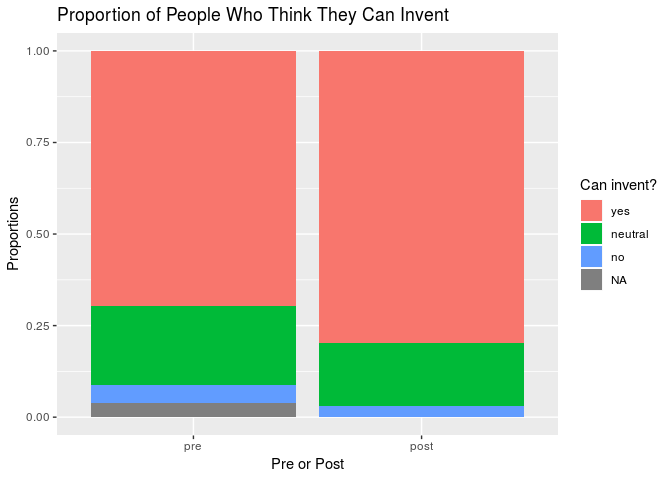 Proportion of People Who Think They Can Invent
1.00
0.75
0.50
0.25
0.00
Proportions
pre
post
Pre or Post
Can invent?
yes
neutral
no
NA